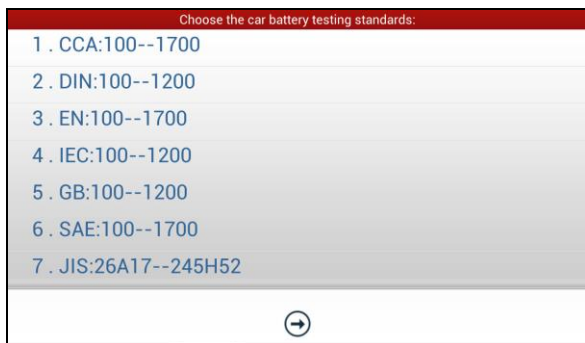 Choose the car battery testing standards:
1 . CCA:100--1700
2 . DIN:100--1200
3 . EN:100--1700
4 . IEC:100--1200
5 . GB:100--1200
6 . SAE:100--1700
7 . JIS:26A17--245H52